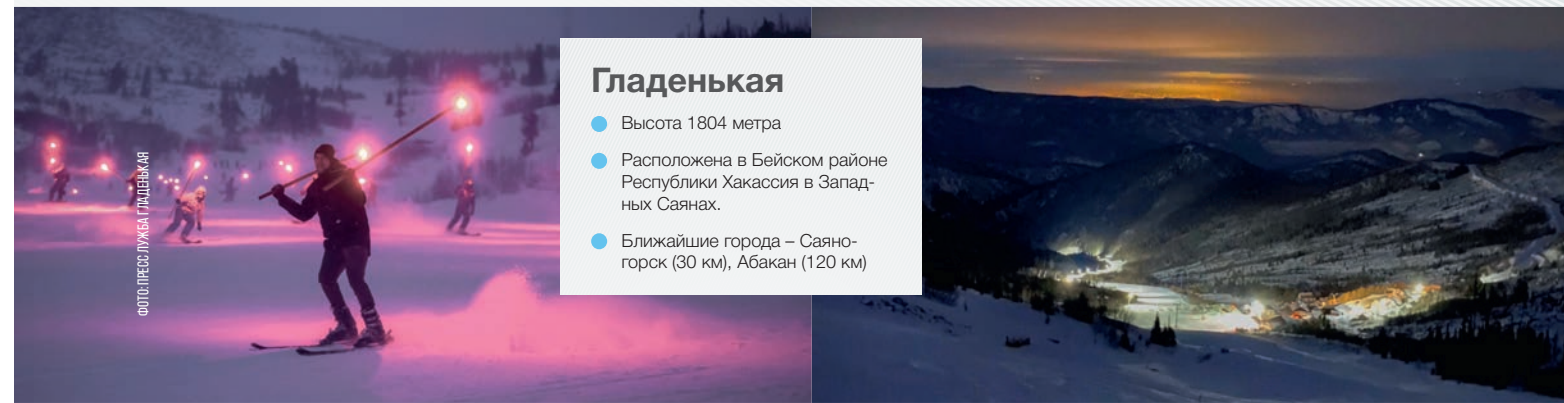 ФОТО: ПРЕСС ЛУЖБА ГЛАДЕНЬКАЯ
Гладенькая
Высота 1804 метра
Расположена в Бейском районе
Республики Хакассия в Запад-
ных Саянах.
Ближайшие города – Саяно-
горск (30 км), Абакан (120 км)